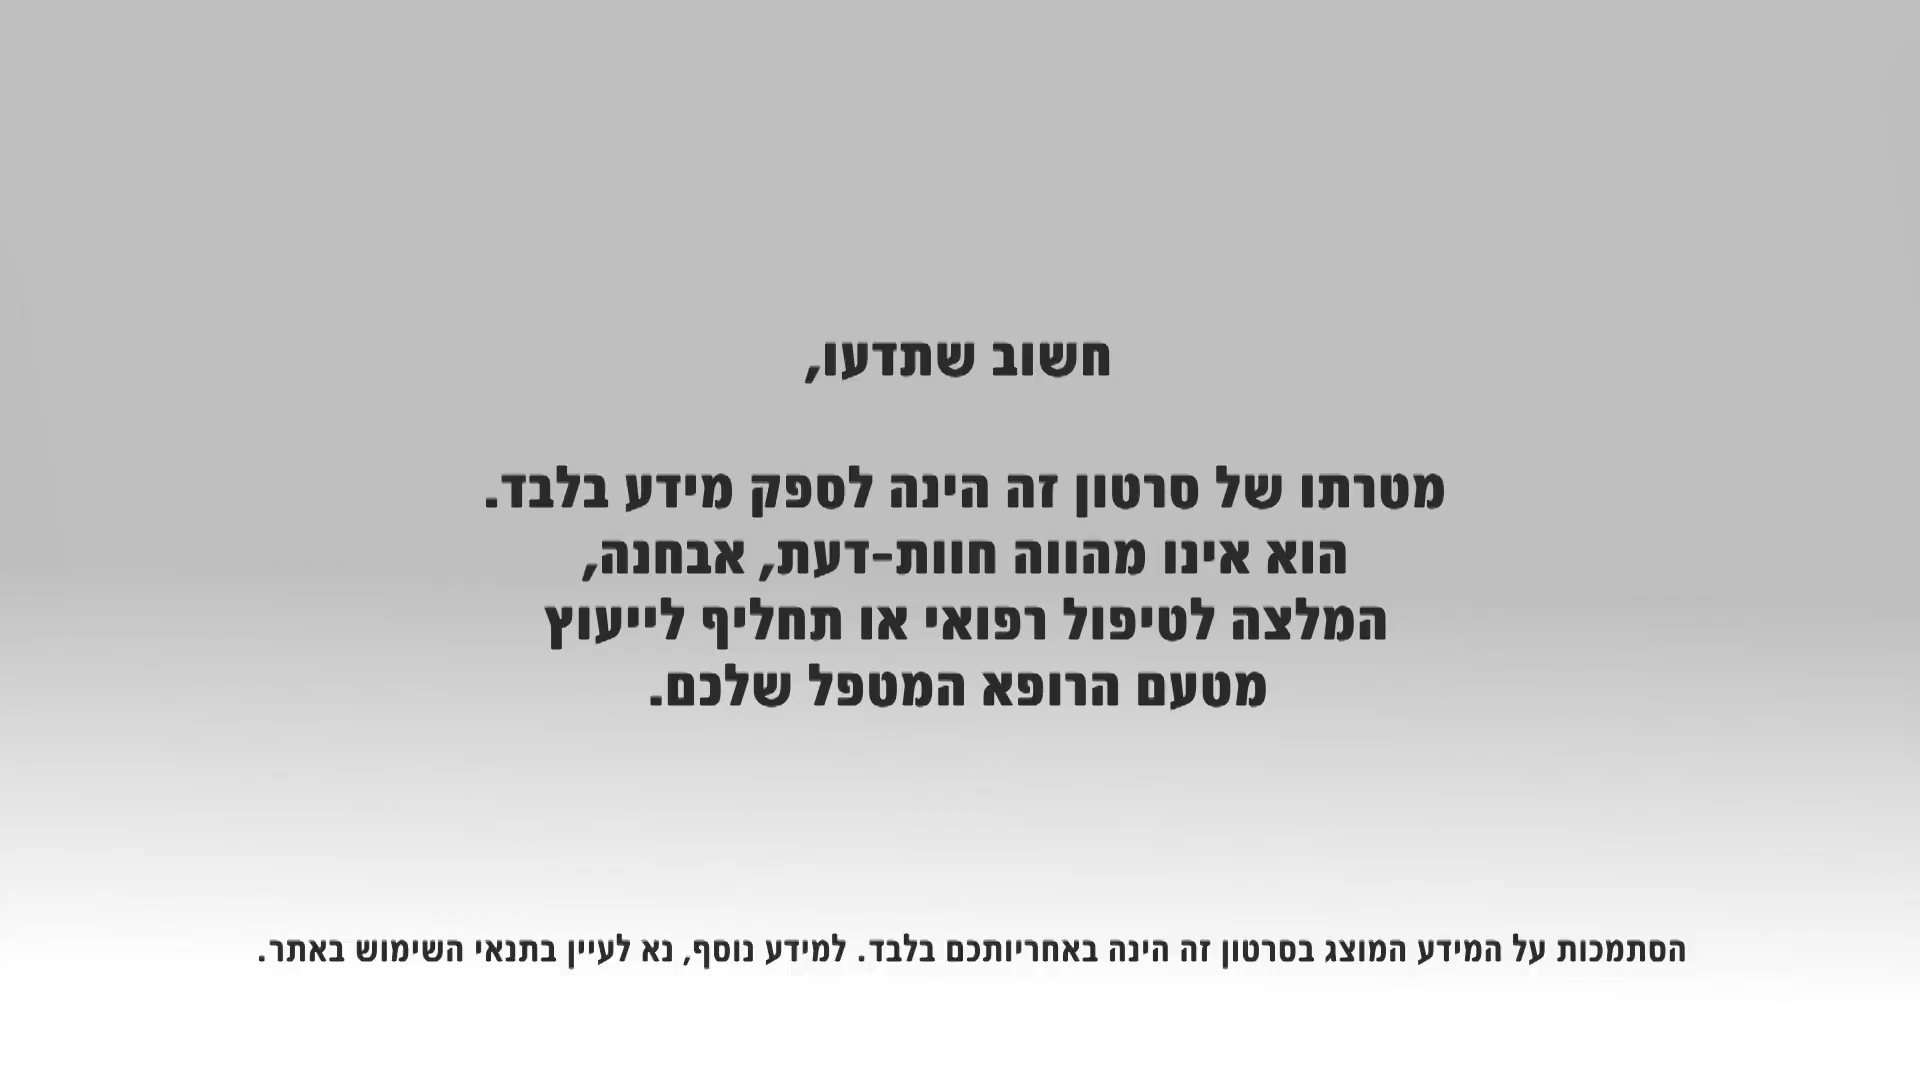 חשוב שתדעו,
מטרתו של סרטון זה הינה לספק מידע בלבד.
הוא אינו מהווה חוות-דעת, אבחנה,
המלצה לטיפול רפואי או תחליף לייעוץ
מטעם הרופא המטפל שלכם.
הסתמכות על המידע המוצג בסרטון זה הינה באחריותכם בלבד. למידע נוסף, נא לעיין בתנאי השימוש באתר.